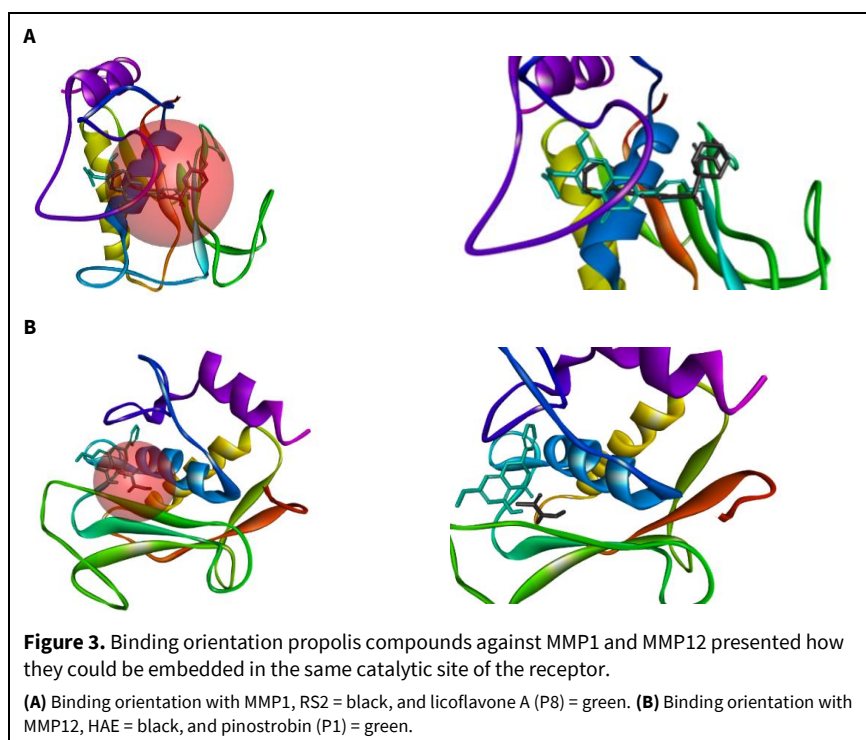 A
B
Figure 3. Binding orientation propolis compounds against MMP1 and MMP12 presented how
they could be embedded in the same catalytic site of the receptor.
(A) Binding orientation with MMP1, RS2 = black, and licoflavone A (P8) = green. (B) Binding orientation with
MMP12, HAE = black, and pinostrobin (P1) = green.